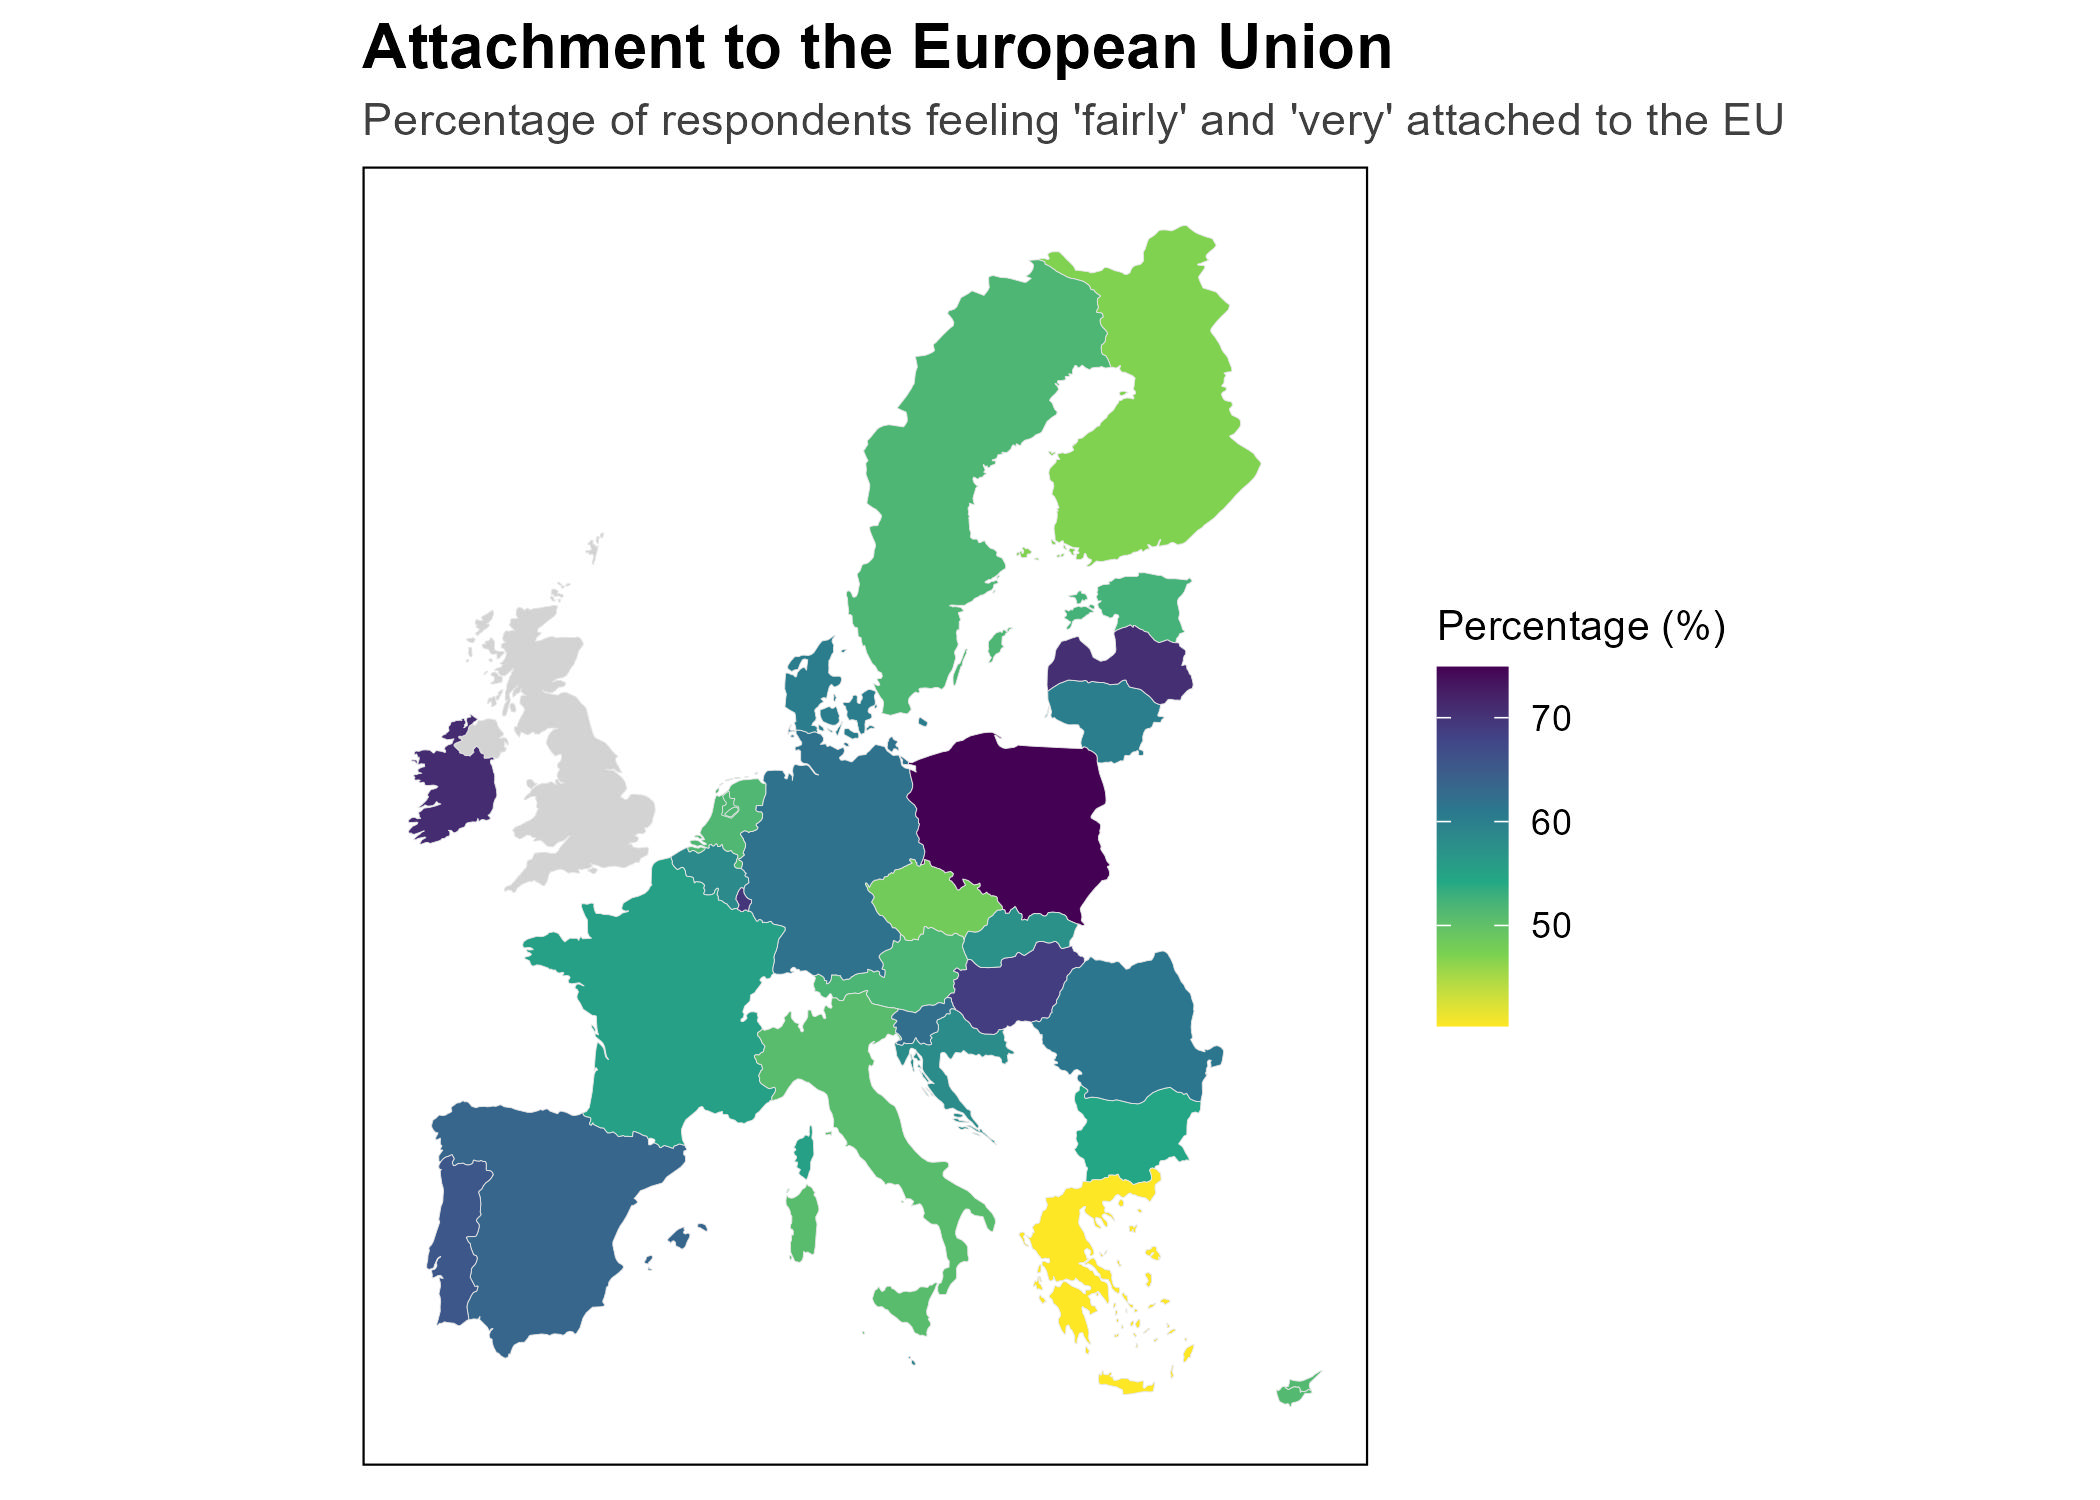 Attachment to the European Union
Percentage of respondents feeling 'fairly' and 'very' attached to the EU
Percentage (%)
70
60
50